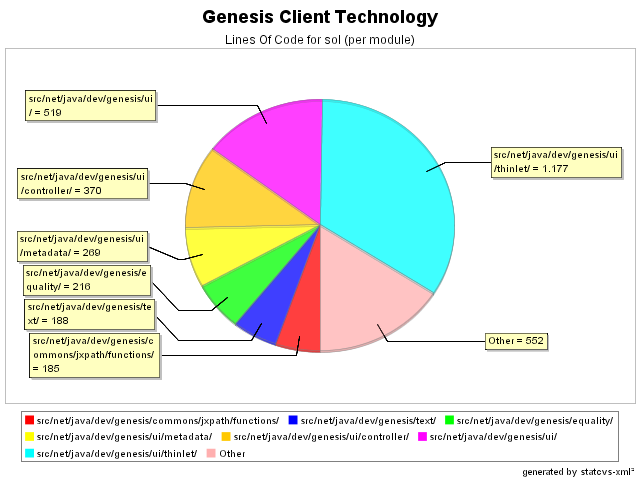 Genesis Client Technology
Lines Of Code for sol (per module)
src/net/java/dev/genesis/ui
/ = 519
src/net/java/dev/genesis/ui
/thinlet/ = 1.177
src/net/java/dev/genesis/ui
/controller/ = 370
src/net/java/dev/genesis/ui
/metadata/ = 269
src/net/java/dev/genesis/e
quality/ = 216
src/net/java/dev/genesis/te
xt/ = 188
src/net/java/dev/genesis/c
ommons/jxpath/functions/
= 185
Other = 552
src/net/java/dev/genesis/commons/jxpath/functions/ src/net/java/dev/genesis/text/ src/net/java/dev/genesis/equality/
src/net/java/dev/genesis/ui/metadata/ src/net/java/dev/genesis/ui/controller/ src/net/java/dev/genesis/ui/
src/net/java/dev/genesis/ui/thinlet/ Other
generated by statcvs-xml²